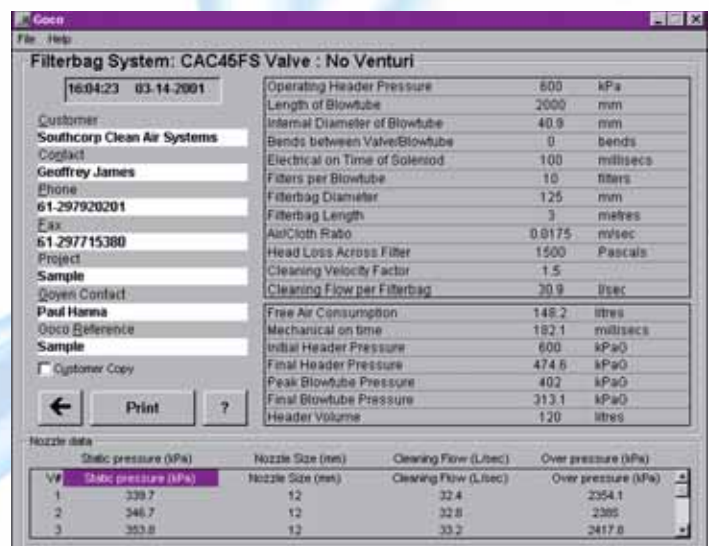 Goco
File Help
Filterbag System: CAC45FS Valve : No Venturi
16:04:23 03-14-2001
Customer
Southcorp Clean Air Systems
Contact
Geoffrey James
Phone
61-297920201
Fax
61-297715380
Project
Sample
Goyen Contact
Paul Hanna
Goco Reference
Sample
Customer Copy
Print ?
Operating Header Pressure 600 kPa
Length of Blowtube 2000 mm
Internal Diameter of Blowtube 40.9 mm
Bends between Valve/Blowtube 0 bends
Electrical on Time of Solenoid 100 millisecs
Filters per Blowtube 10 filters
Filterbag Diameter 125 mm
Filterbag Length 3 metres
Air/Cloth Ratio 0.0175 m/sec
Head Loss Across Filter 1500 Pascals
Cleaning Velocity Factor 1.5
Cleaning Flow per Filterbag 30.9 l/sec
Free Air Consumption 148.2 litres
Mechanical on time 182.1 millisecs
Initial Header Pressure 600 kPaG
Final Header Pressure 474.6 kPaG
Peak Blowtube Pressure 402 kPaG
Final Blowtube Pressure 313.1 kPaG
Header Volume 120 litres
Nozzle data
Static pressure (kPa) Nozzle Size (mm) Cleaning Flow (L/sec) Over pressure (kPa)
V# Static pressure (kPa) Nozzle Size (mm) Cleaning Flow (L/sec) Over pressure (kPa)
1 339.7 12 32.4 2354.1
2 346.7 12 32.8 2385
3 353.8 12 33.2 2417.8